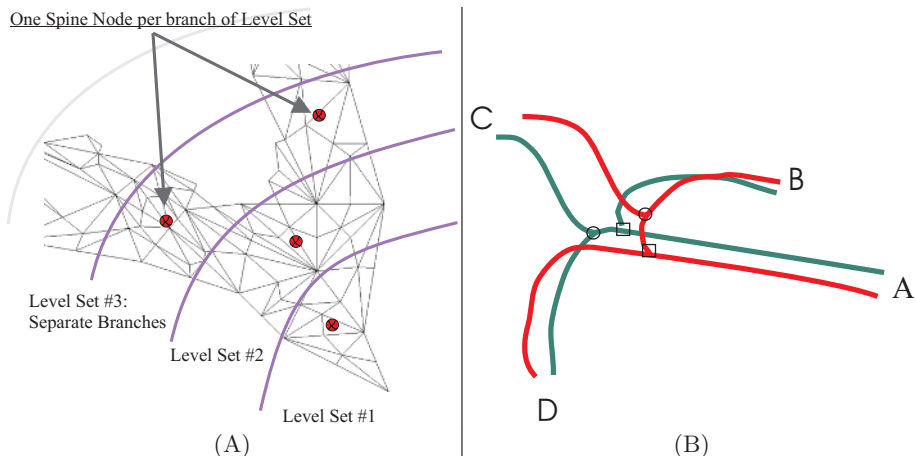 One Spine Node per branch of Level Set
Level Set #3:
Separate Branches
Level Set #2
Level Set #1
(A)
C
B
A
D
(B)